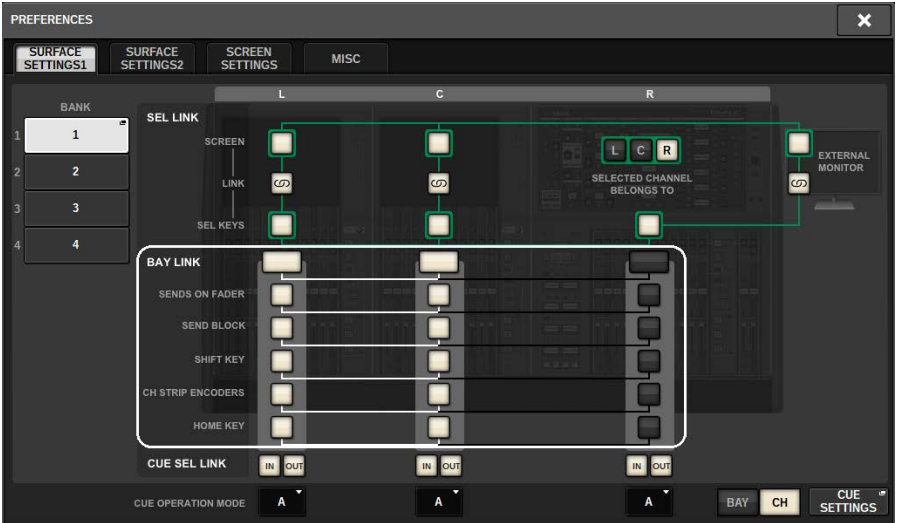 PREFERENCES
SURFACE
SETTINGS1
SURFACE
SETTINGS2
SCREEN
SETTINGS
MISC
L
C
R
BANK
1
1
2
2
3
3
4
4
SEL LINK
SCREEN
LINK
SEL KEYS
L C R
SELECTED CHANNEL
BELONGS TO
EXTERNAL
MONITOR
BAY LINK
SENDS ON FADER
SEND BLOCK
SHIFT KEY
CH STRIP ENCODERS
HOME KEY
CUE SEL LINK
IN OUT
IN OUT
IN OUT
CUE OPERATION MODE
A
A
A
BAY
CH
CUE
SETTINGS